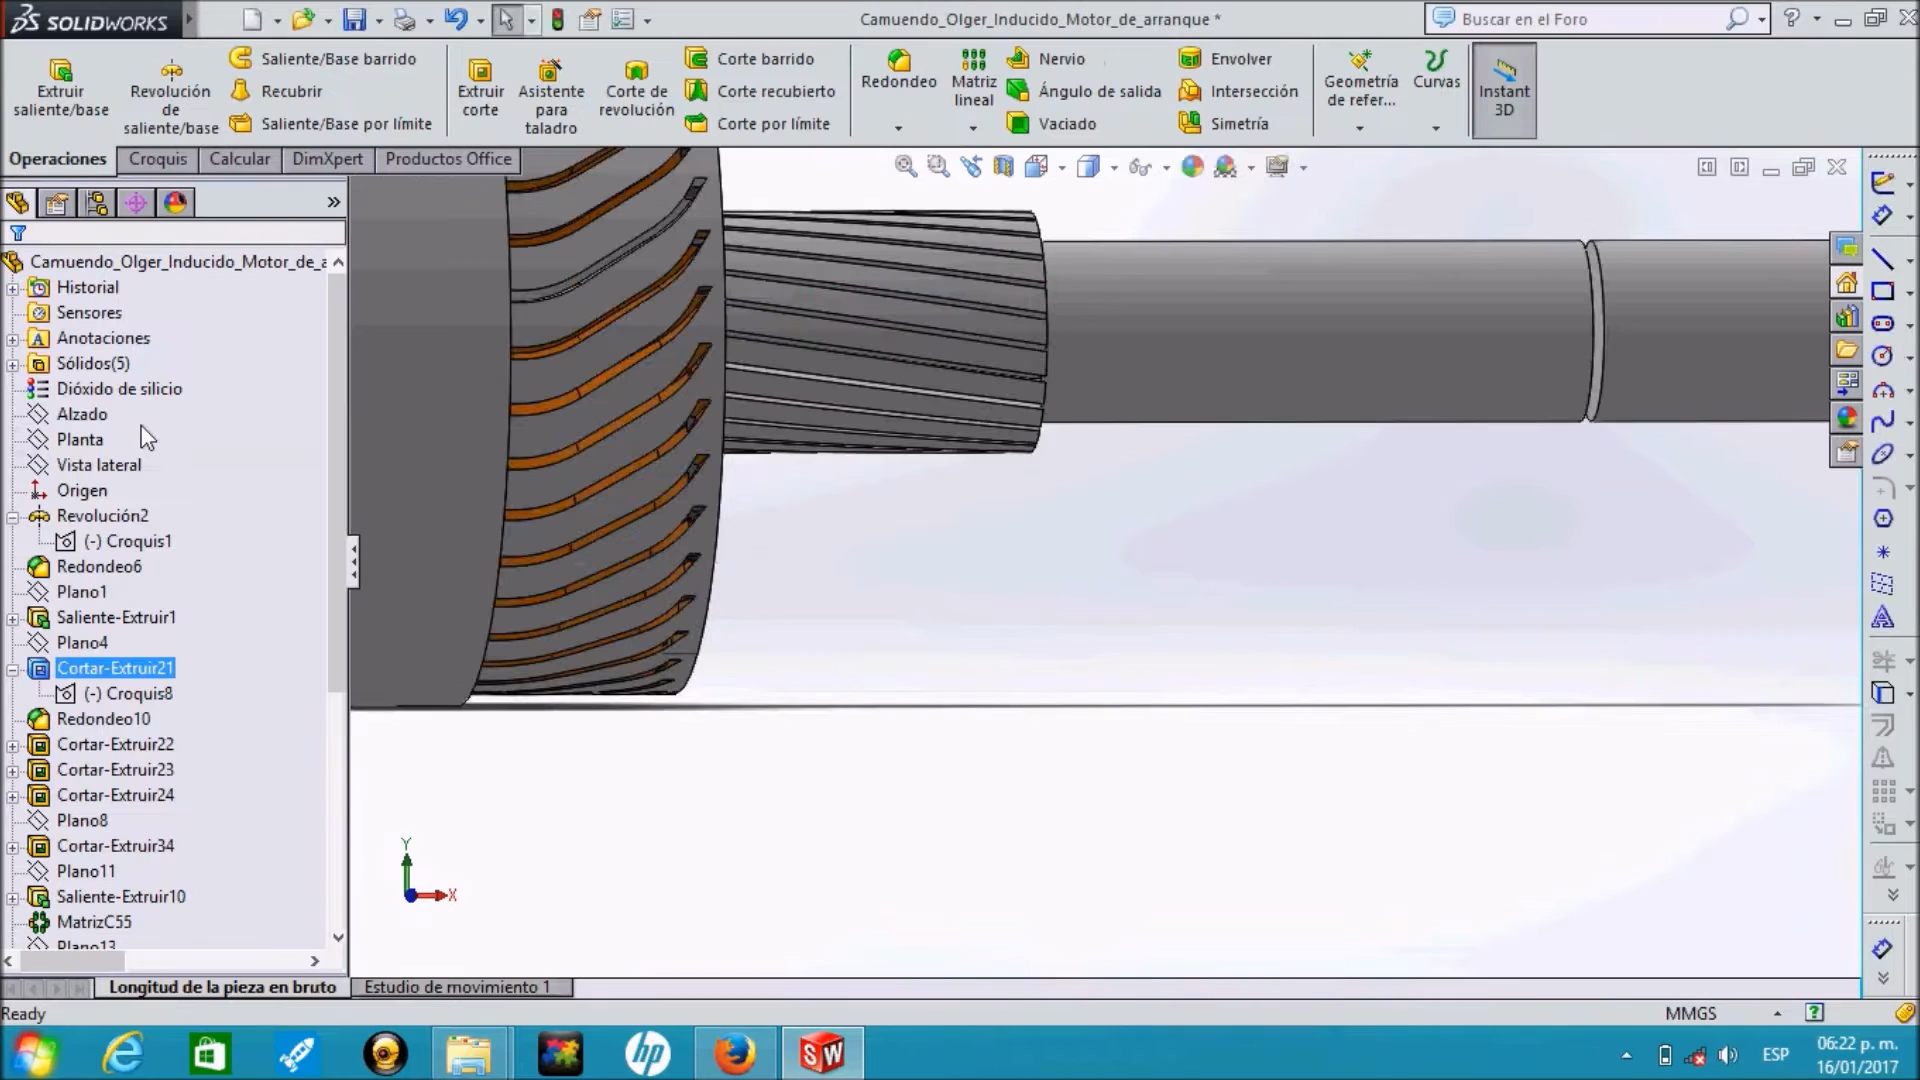 SOLIDWORKS
Camuendo_Olger_Inducido_Motor_de_arranque *
Buscar en el Foro
Extruir saliente/base
Revolución de saliente/base
Saliente/Base barrido
Recubrir
Saliente/Base por límite
Extruir corte
Asistente para taladro
Corte de revolución
Corte barrido
Corte recubierto
Corte por límite
Redondeo
Matriz lineal
Nervio
Ángulo de salida
Vaciado
Envolver
Intersección
Simetría
Geometría de refer...
Curvas
Instant 3D
Operaciones
Croquis
Calcular
DimXpert
Productos Office
Camuendo_Olger_Inducido_Motor_de_a
Historial
Sensores
Anotaciones
Sólidos(5)
Dióxido de silicio
Alzado
Planta
Vista lateral
Origen
Revolución2
(-) Croquis1
Redondeo6
Plano1
Saliente-Extruir1
Plano4
Cortar-Extruir21
(-) Croquis8
Redondeo10
Cortar-Extruir22
Cortar-Extruir23
Cortar-Extruir24
Plano8
Cortar-Extruir34
Plano11
Saliente-Extruir10
MatrizC55
Plano13
Y
X
Longitud de la pieza en bruto
Estudio de movimiento 1
Ready
MMGS
hp
SW
ESP
06:22 p. m.
16/01/2017